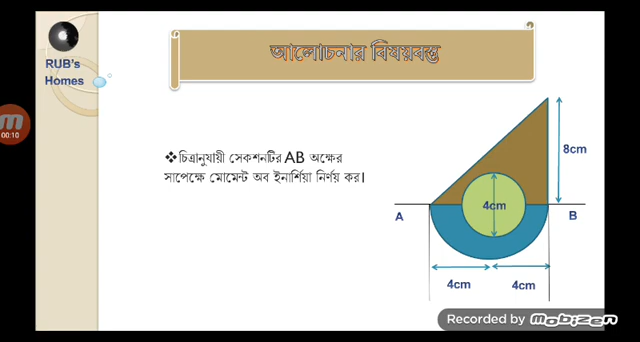 RUB's
Homes
আলোচনার বিষয়বস্তু
00:10
❖চিত্রানুযায়ী সেকশনটির AB অক্ষের
সাপেক্ষে মোমেন্ট অব ইনার্শিয়া নির্ণয় কর।
8cm
4cm
A
B
4cm
4cm
Recorded by Mobizen